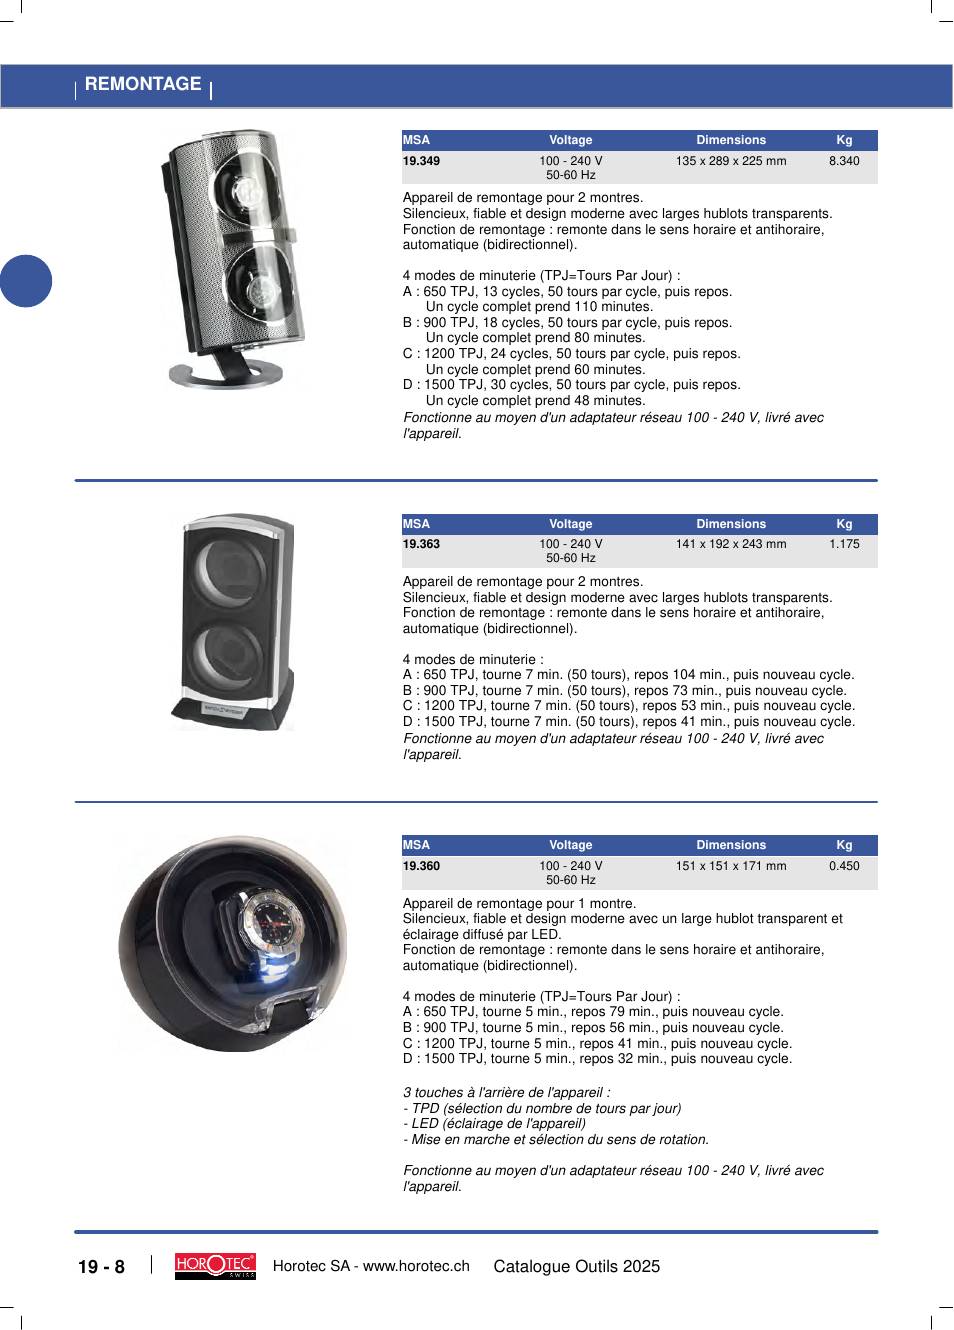 REMONTAGE
MSA Voltage Dimensions Kg
19.349 100 - 240 V 135 x 289 x 225 mm 8.340
50-60 Hz
Appareil de remontage pour 2 montres.
Silencieux, fiable et design moderne avec larges hublots transparents.
Fonction de remontage : remonte dans le sens horaire et antihoraire,
automatique (bidirectionnel).
4 modes de minuterie (TPJ=Tours Par Jour) :
A : 650 TPJ, 13 cycles, 50 tours par cycle, puis repos.
Un cycle complet prend 110 minutes.
B : 900 TPJ, 18 cycles, 50 tours par cycle, puis repos.
Un cycle complet prend 80 minutes.
C : 1200 TPJ, 24 cycles, 50 tours par cycle, puis repos.
Un cycle complet prend 60 minutes.
D : 1500 TPJ, 30 cycles, 50 tours par cycle, puis repos.
Un cycle complet prend 48 minutes.
Fonctionne au moyen d'un adaptateur réseau 100 - 240 V, livré avec
l'appareil.
MSA Voltage Dimensions Kg
19.363 100 - 240 V 141 x 192 x 243 mm 1.175
50-60 Hz
Appareil de remontage pour 2 montres.
Silencieux, fiable et design moderne avec larges hublots transparents.
Fonction de remontage : remonte dans le sens horaire et antihoraire,
automatique (bidirectionnel).
4 modes de minuterie :
A : 650 TPJ, tourne 7 min. (50 tours), repos 104 min., puis nouveau cycle.
B : 900 TPJ, tourne 7 min. (50 tours), repos 73 min., puis nouveau cycle.
C : 1200 TPJ, tourne 7 min. (50 tours), repos 53 min., puis nouveau cycle.
D : 1500 TPJ, tourne 7 min. (50 tours), repos 41 min., puis nouveau cycle.
Fonctionne au moyen d'un adaptateur réseau 100 - 240 V, livré avec
l'appareil.
MSA Voltage Dimensions Kg
19.360 100 - 240 V 151 x 151 x 171 mm 0.450
50-60 Hz
Appareil de remontage pour 1 montre.
Silencieux, fiable et design moderne avec un large hublot transparent et
éclairage diffusé par LED.
Fonction de remontage : remonte dans le sens horaire et antihoraire,
automatique (bidirectionnel).
4 modes de minuterie (TPJ=Tours Par Jour) :
A : 650 TPJ, tourne 5 min., repos 79 min., puis nouveau cycle.
B : 900 TPJ, tourne 5 min., repos 56 min., puis nouveau cycle.
C : 1200 TPJ, tourne 5 min., repos 41 min., puis nouveau cycle.
D : 1500 TPJ, tourne 5 min., repos 32 min., puis nouveau cycle.
3 touches à l'arrière de l'appareil :
- TPD (sélection du nombre de tours par jour)
- LED (éclairage de l'appareil)
- Mise en marche et sélection du sens de rotation.
Fonctionne au moyen d'un adaptateur réseau 100 - 240 V, livré avec
l'appareil.
19 - 8 HOROTEC® SWISS Horotec SA - www.horotec.ch Catalogue Outils 2025